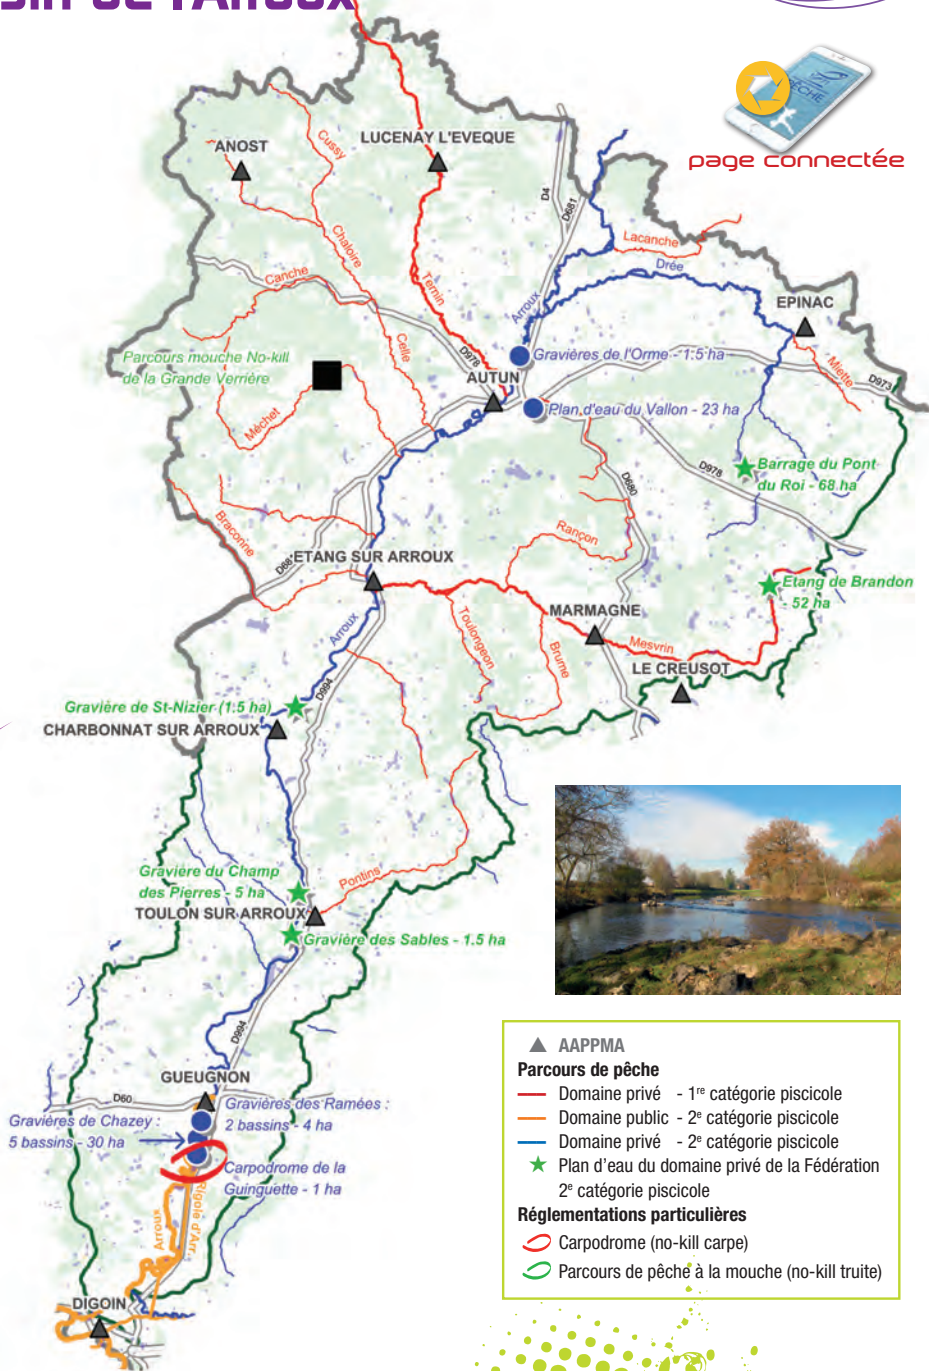 sin de l'Arroux
page connectée
PÊCHE
ANOST
LUCENAY L'EVEQUE
Cussy
D4
D681
Lacanche
Chaloire
Drée
Canche
Ternin
Arroux
EPINAC
Celle
D978
Gravières de l'Orme - 1.5 ha
Parcours mouche No-kill
de la Grande Verrière
Miette
D973
AUTUN
Plan d'eau du Vallon - 23 ha
Méchet
D680
D978
Barrage du Pont
du Roi - 68 ha
Braconne
Rançon
D681
ETANG SUR ARROUX
Etang de Brandon
- 52 ha
MARMAGNE
Arroux
Toulongeon
Brume
Mesvrin
LE CREUSOT
D994
Gravière de St-Nizier (1.5 ha)
CHARBONNAT SUR ARROUX
Gravière du Champ
des Pierres - 5 ha
Pontins
TOULON SUR ARROUX
Gravière des Sables - 1.5 ha
D994
GUEUGNON
D60
Gravières des Ramées :
2 bassins - 4 ha
Gravières de Chazey :
5 bassins - 30 ha
Carpodrome de la
Guinguette - 1 ha
Arroux
Rigole d'Arr.
DIGOIN
AAPPMA
Parcours de pêche
Domaine privé - 1re catégorie piscicole
Domaine public - 2e catégorie piscicole
Domaine privé - 2e catégorie piscicole
Plan d'eau du domaine privé de la Fédération
2e catégorie piscicole
Réglementations particulières
Carpodrome (no-kill carpe)
Parcours de pêche à la mouche (no-kill truite)